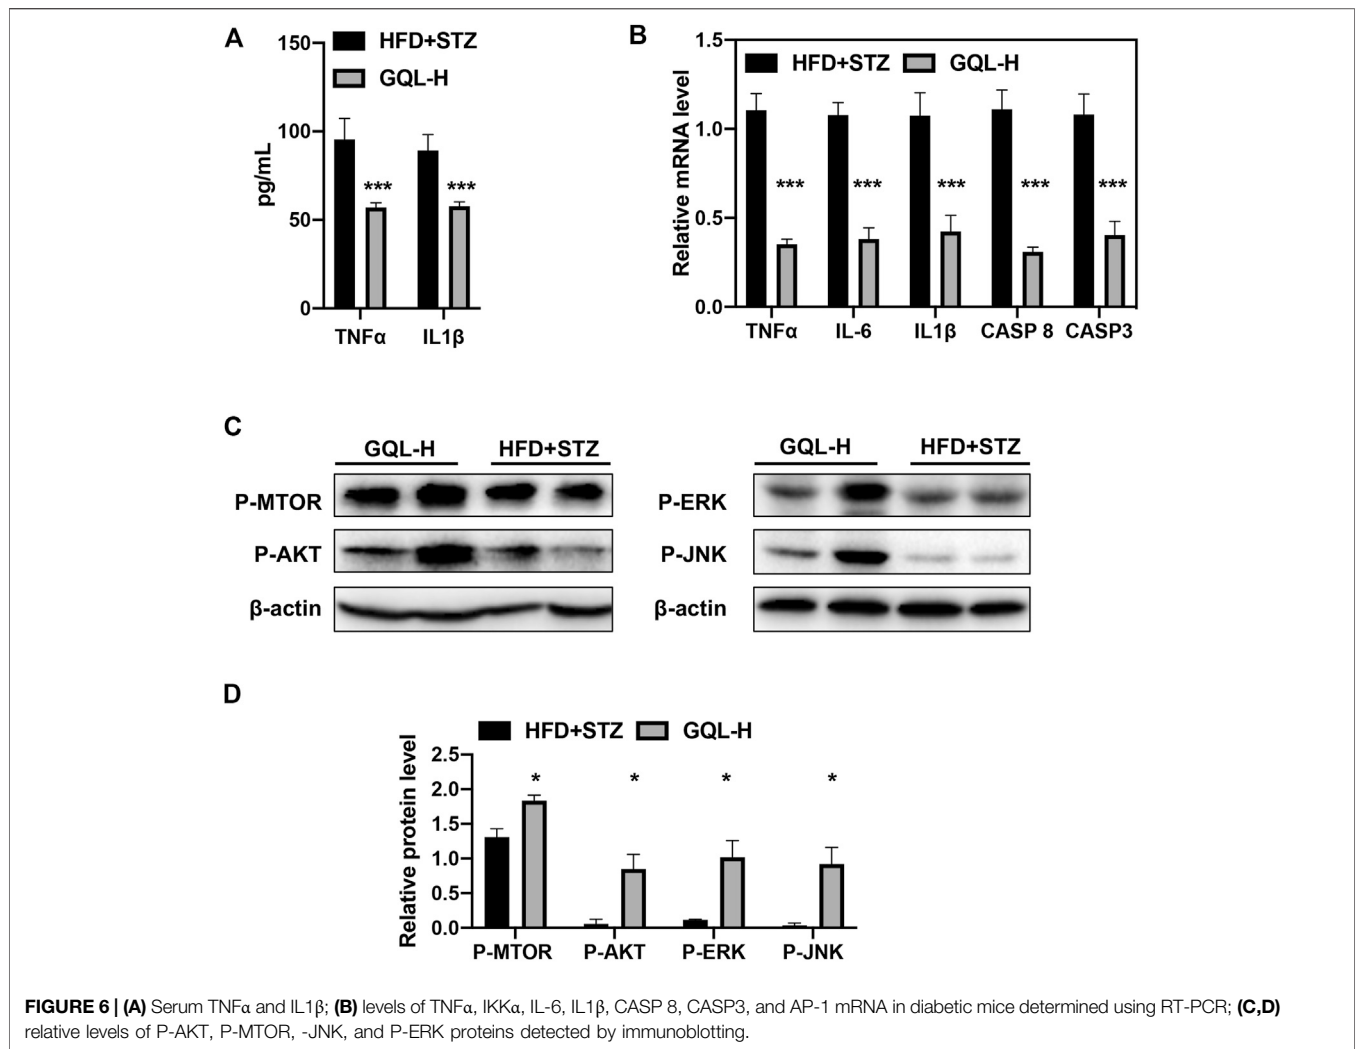 A
150
HFD+STZ
GQL-H
100
pg/mL
50
0
*** ***
TNFα IL1β
B
1.5
HFD+STZ GQL-H
Relative mRNA level
1.0
*** *** *** *** ***
0.5
0.0
TNFα IL-6 IL1β CASP 8 CASP3
C
GQL-H HFD+STZ
P-MTOR
P-AKT
β-actin
GQL-H HFD+STZ
P-ERK
P-JNK
β-actin
D
HFD+STZ GQL-H
Relative protein level
2.5
* * * *
2.0
1.5
1.0
0.5
0.0
P-MTOR P-AKT P-ERK P-JNK
FIGURE 6 | (A) Serum TNFα and IL1β; (B) levels of TNFα, IKKα, IL-6, IL1β, CASP 8, CASP3, and AP-1 mRNA in diabetic mice determined using RT-PCR; (C,D)
relative levels of P-AKT, P-MTOR, -JNK, and P-ERK proteins detected by immunoblotting.